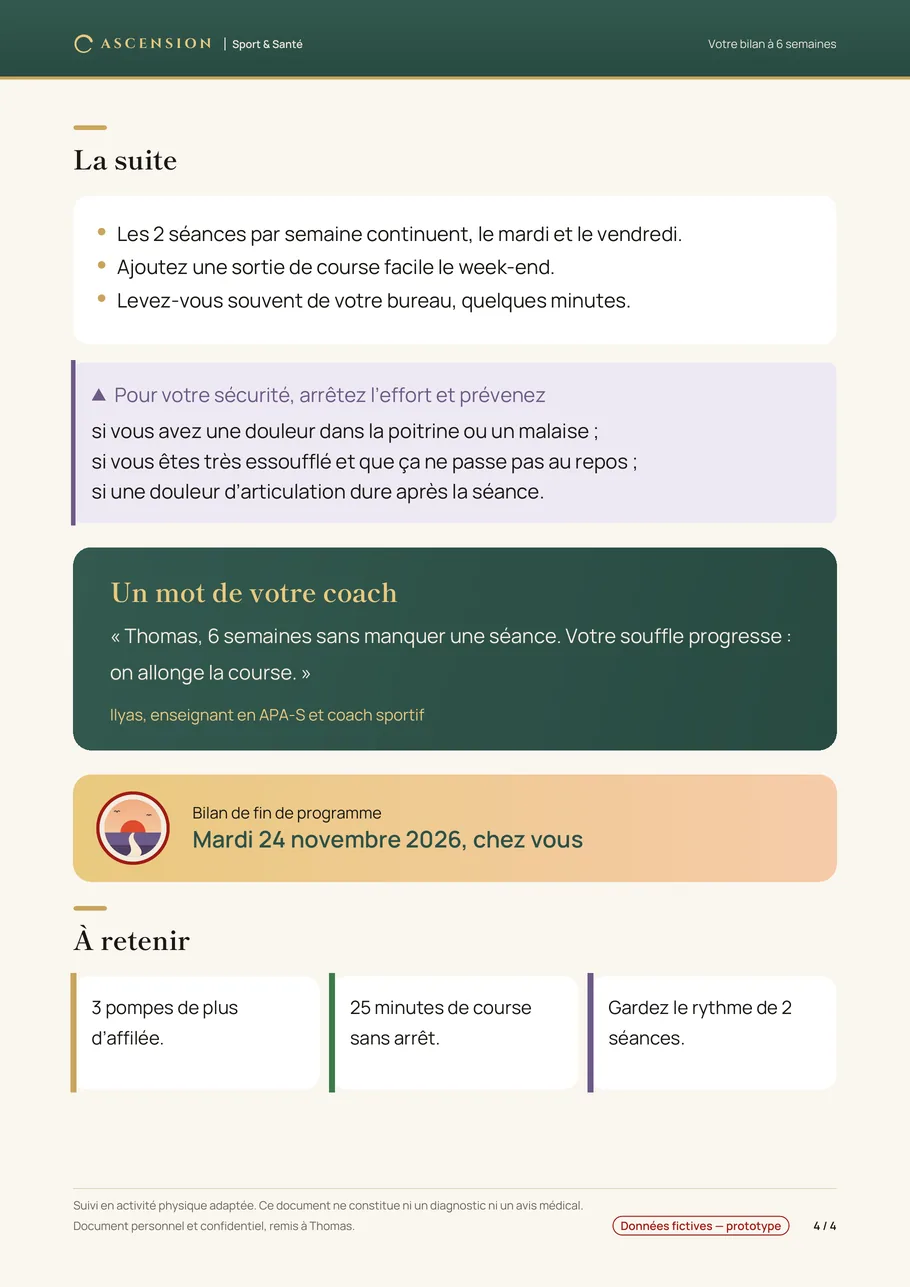 ASCENSION | Sport & Santé
Votre bilan à 6 semaines
La suite
Les 2 séances par semaine continuent, le mardi et le vendredi.
Ajoutez une sortie de course facile le week-end.
Levez-vous souvent de votre bureau, quelques minutes.
Pour votre sécurité, arrêtez l'effort et prévenez
si vous avez une douleur dans la poitrine ou un malaise ;
si vous êtes très essoufflé et que ça ne passe pas au repos ;
si une douleur d'articulation dure après la séance.
Un mot de votre coach
« Thomas, 6 semaines sans manquer une séance. Votre souffle progresse :
on allonge la course. »
Ilyas, enseignant en APA-S et coach sportif
Bilan de fin de programme
Mardi 24 novembre 2026, chez vous
À retenir
3 pompes de plus
d'affilée.
25 minutes de course
sans arrêt.
Gardez le rythme de 2
séances.
Suivi en activité physique adaptée. Ce document ne constitue ni un diagnostic ni un avis médical.
Document personnel et confidentiel, remis à Thomas.
Données fictives — prototype
4 / 4